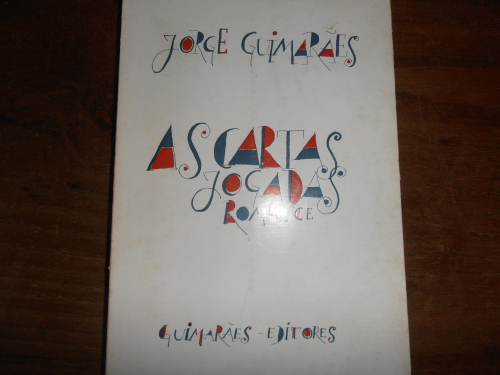 JORGE GUIMARÃES
AS CARTAS
JOGADAS
ROMANCE
GUIMARÃES - EDITORES